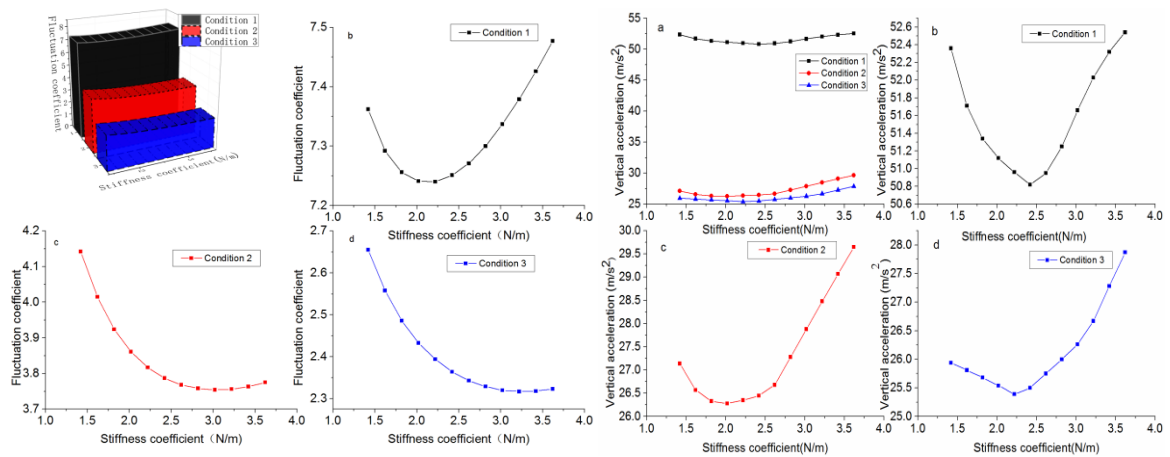 Condition 1
Condition 2
Condition 3
Fluctuation coefficient
8
7
6
5
4
3
2
1
0
Stiffness coefficient(N/m)
b
Condition 1
Fluctuation coefficient
7.5
7.4
7.3
7.2
1.0 1.5 2.0 2.5 3.0 3.5 4.0
Stiffness coefficient（N/m)
a
Condition 1
Condition 2
Condition 3
Vertical acceleration (m/s²)
55
50
45
40
35
30
25
1.0 1.5 2.0 2.5 3.0 3.5 4.0
Stiffness coefficient(N/m)
b
Condition 1
Vertical acceleration (m/s²)
52.6
52.4
52.2
52.0
51.8
51.6
51.4
51.2
51.0
50.8
50.6
1.0 1.5 2.0 2.5 3.0 3.5 4.0
Stiffness coefficient(N/m)
c
Condition 2
Fluctuation coefficient
4.2
4.1
4.0
3.9
3.8
3.7
1.0 1.5 2.0 2.5 3.0 3.5 4.0
Stiffness coefficient（N/m)
d
Condition 3
Fluctuation coefficient
2.7
2.6
2.5
2.4
2.3
1.0 1.5 2.0 2.5 3.0 3.5 4.0
Stiffness coefficient（N/m)
c
Condition 2
Vertical acceleration (m/s²)
30.0
29.5
29.0
28.5
28.0
27.5
27.0
26.5
26.0
1.0 1.5 2.0 2.5 3.0 3.5 4.0
Stiffness coefficient(N/m)
d
Condition 3
Vertical acceleration (m/s²)
28.0
27.5
27.0
26.5
26.0
25.5
25.0
1.0 1.5 2.0 2.5 3.0 3.5 4.0
Stiffness coefficient(N/m)